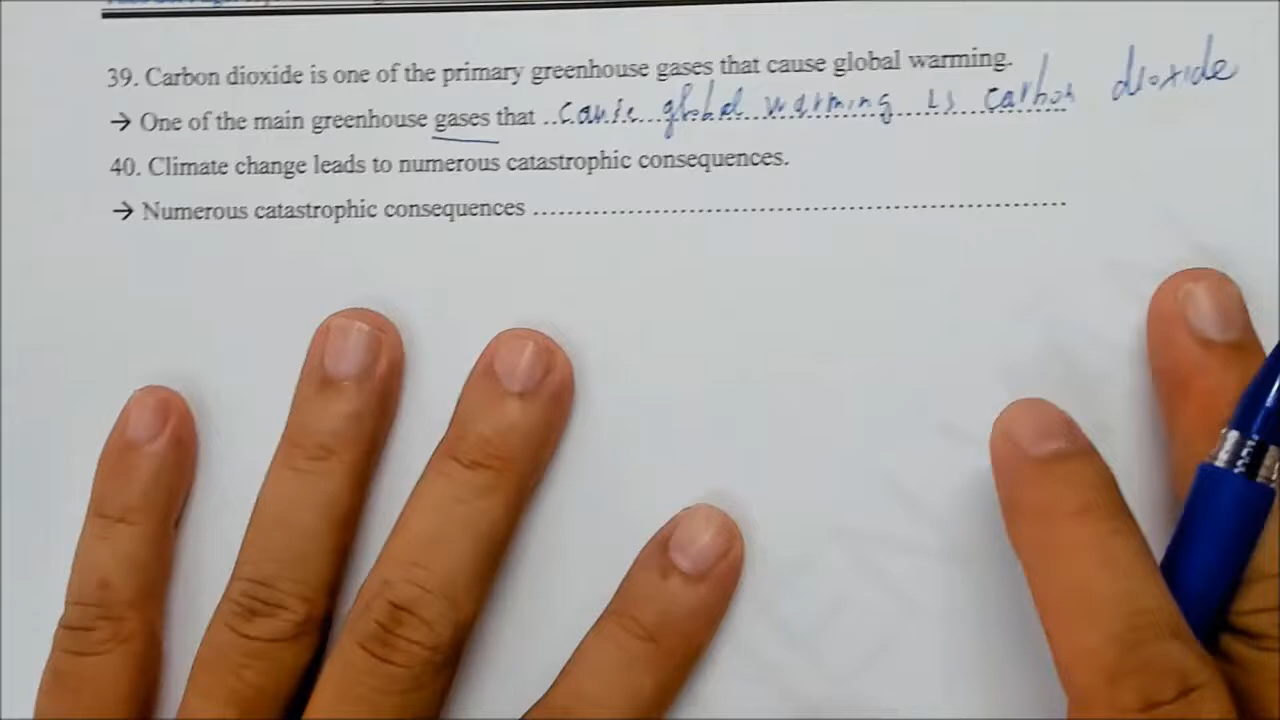 39. Carbon dioxide is one of the primary greenhouse gases that cause global warming.
→ One of the main greenhouse gases that ..cause global warming is carbon dioxide
40. Climate change leads to numerous catastrophic consequences.
→ Numerous catastrophic consequences ................................................................